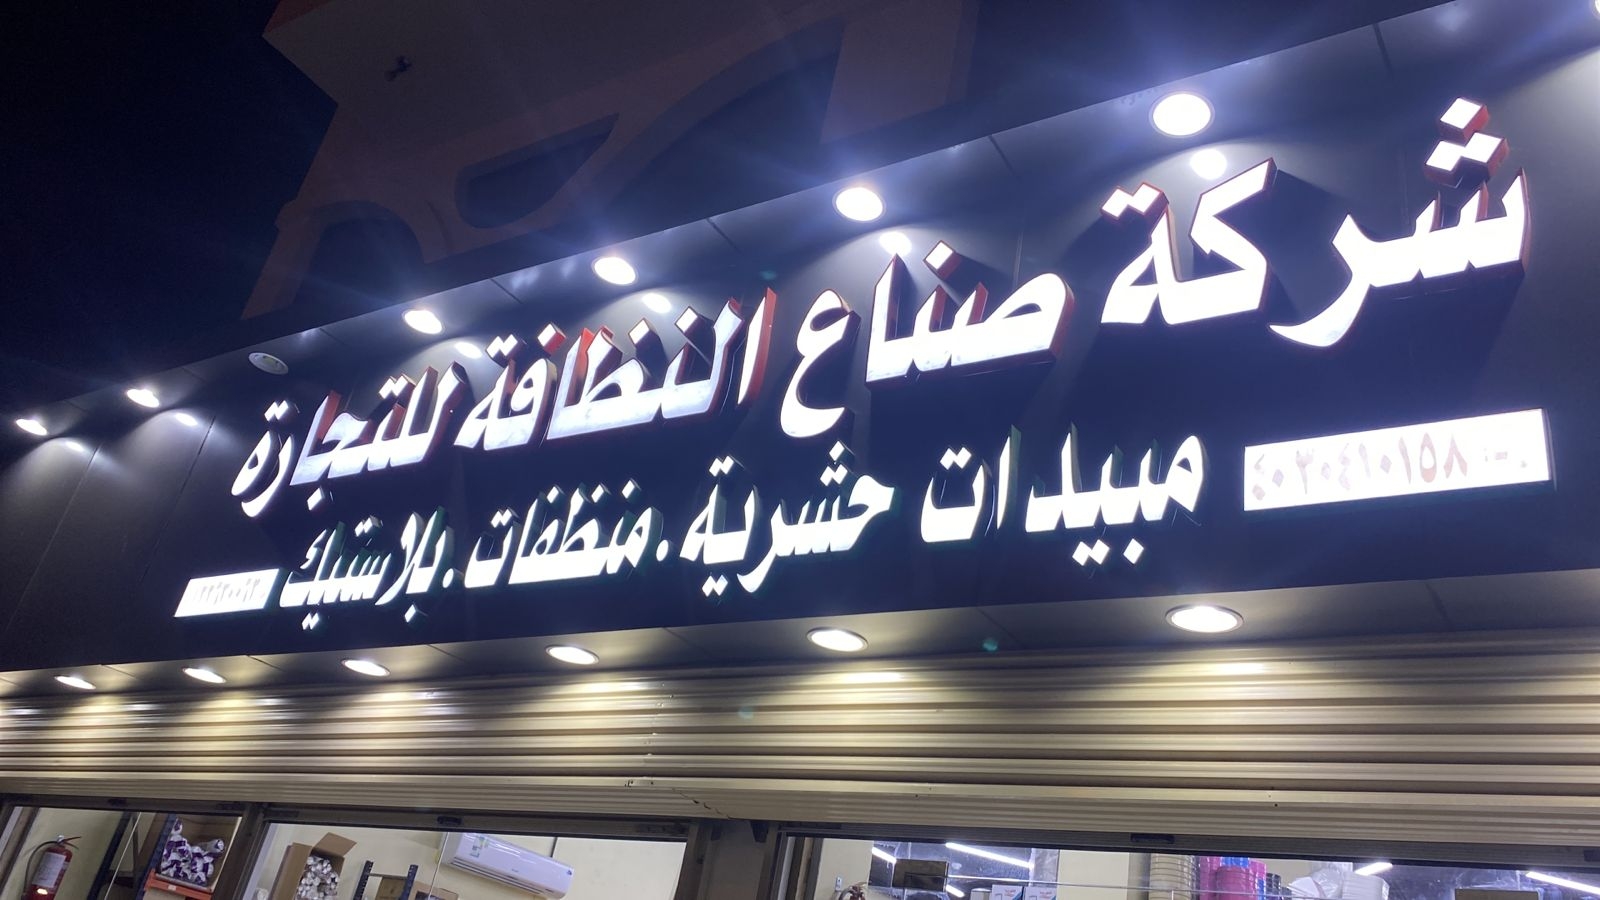 شركة صناع النظافة للتجارة
مبيدات حشرية . منظفات . بلاستيك